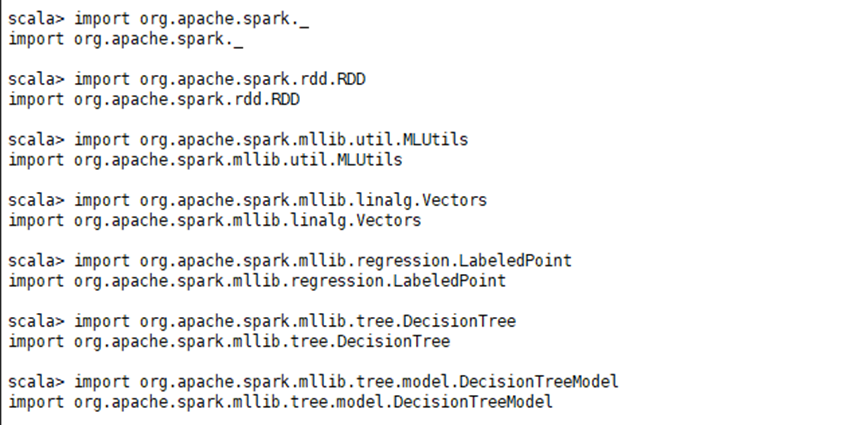 scala> import org.apache.spark._
import org.apache.spark._
scala> import org.apache.spark.rdd.RDD
import org.apache.spark.rdd.RDD
scala> import org.apache.spark.mllib.util.MLUtils
import org.apache.spark.mllib.util.MLUtils
scala> import org.apache.spark.mllib.linalg.Vectors
import org.apache.spark.mllib.linalg.Vectors
scala> import org.apache.spark.mllib.regression.LabeledPoint
import org.apache.spark.mllib.regression.LabeledPoint
scala> import org.apache.spark.mllib.tree.DecisionTree
import org.apache.spark.mllib.tree.DecisionTree
scala> import org.apache.spark.mllib.tree.model.DecisionTreeModel
import org.apache.spark.mllib.tree.model.DecisionTreeModel